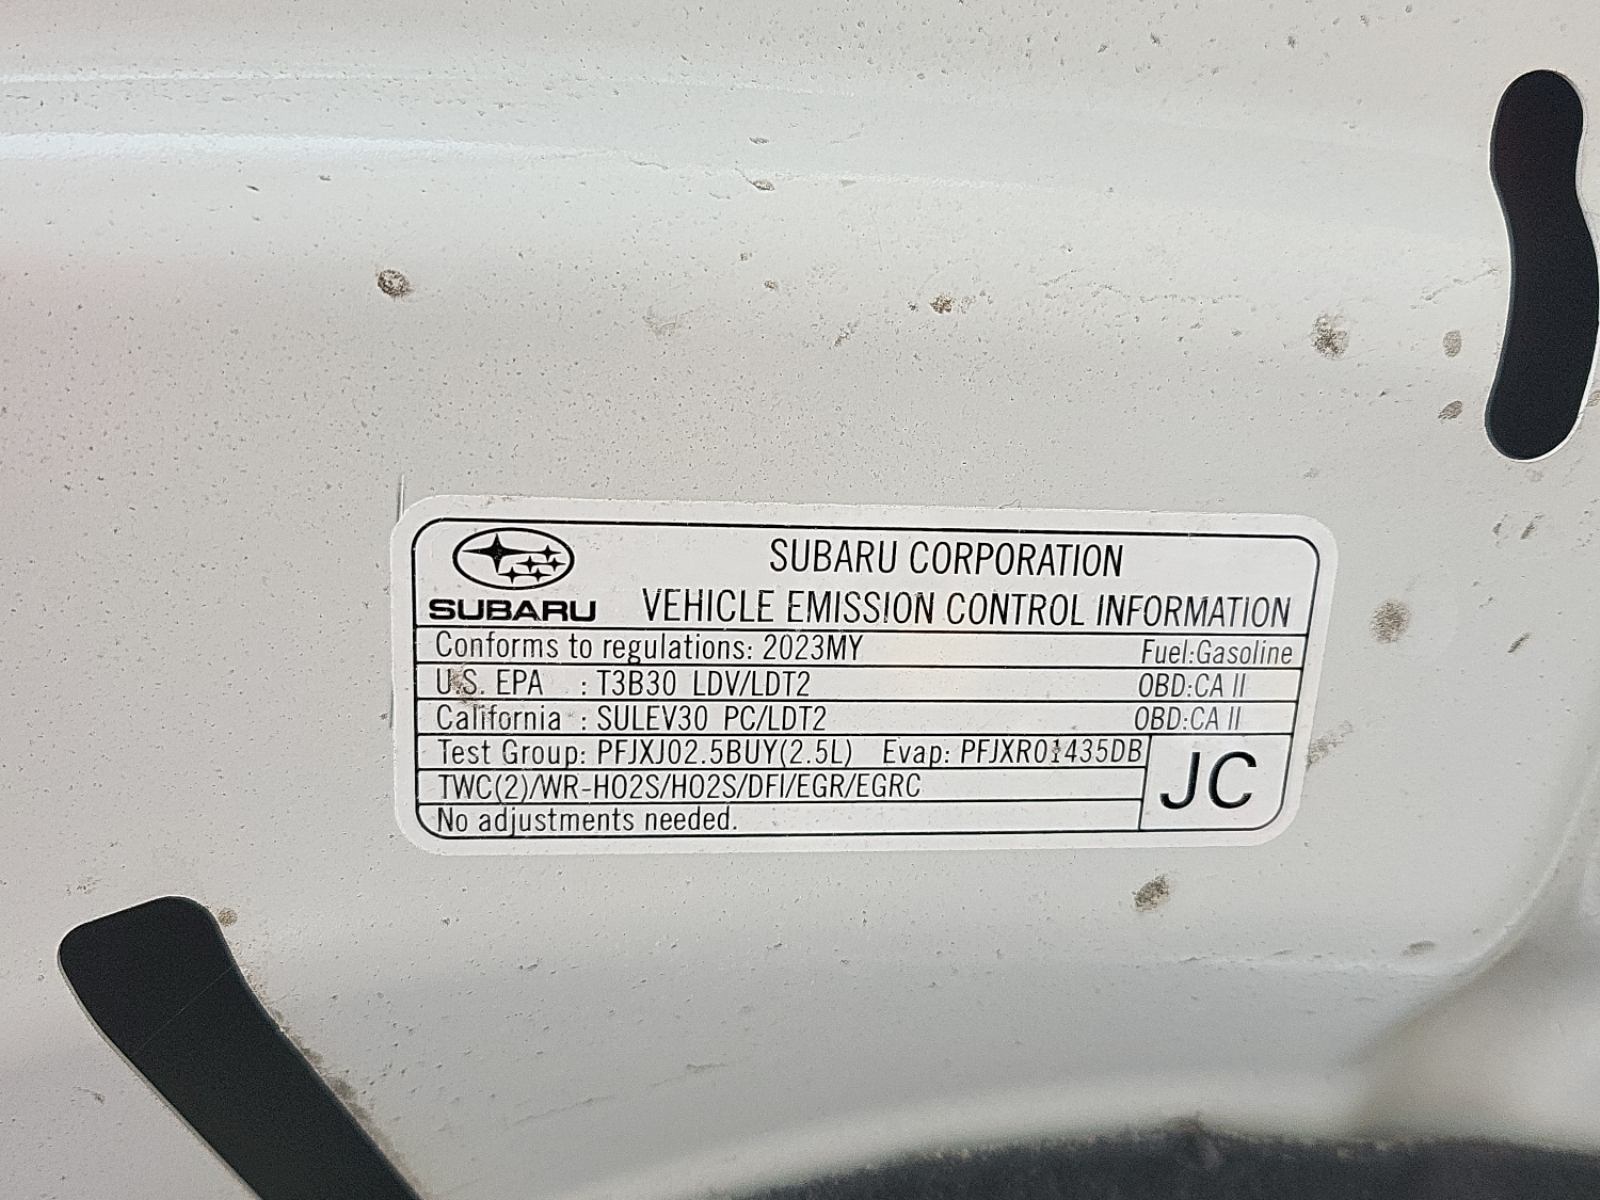 SUBARU CORPORATION
SUBARU VEHICLE EMISSION CONTROL INFORMATION
Conforms to regulations: 2023MY Fuel:Gasoline
U.S. EPA : T3B30 LDV/LDT2 OBD:CA II
California : SULEV30 PC/LDT2 OBD:CA II
Test Group: PFJXJ02.5BUY(2.5L) Evap: PFJXR01435DB
JC
TWC(2)/WR-HO2S/HO2S/DFI/EGR/EGRC
No adjustments needed.